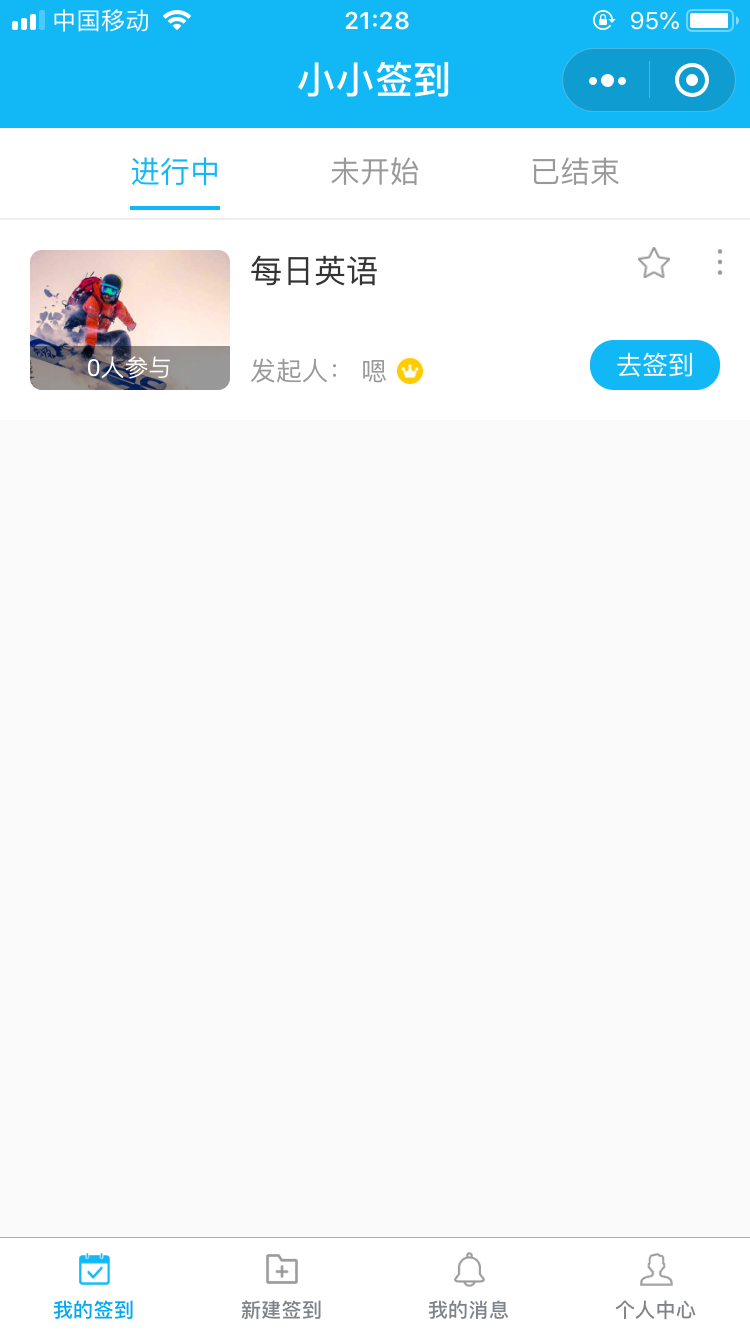 中国移动 21:28 95%
小小签到
进行中 未开始 已结束
每日英语
0人参与
发起人： 嗯
去签到
我的签到 新建签到 我的消息 个人中心